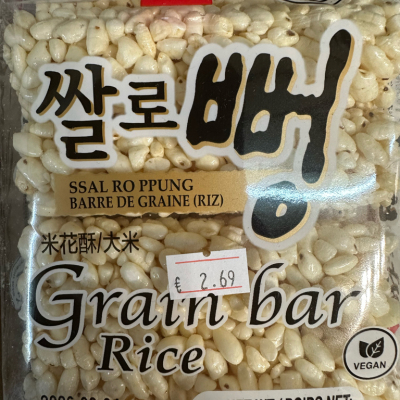 쌀로뻥
SSAL RO PPUNG
BARRE DE GRAINE (RIZ)
米花酥/大米
€ 2.69
Grain bar
Rice
VEGAN